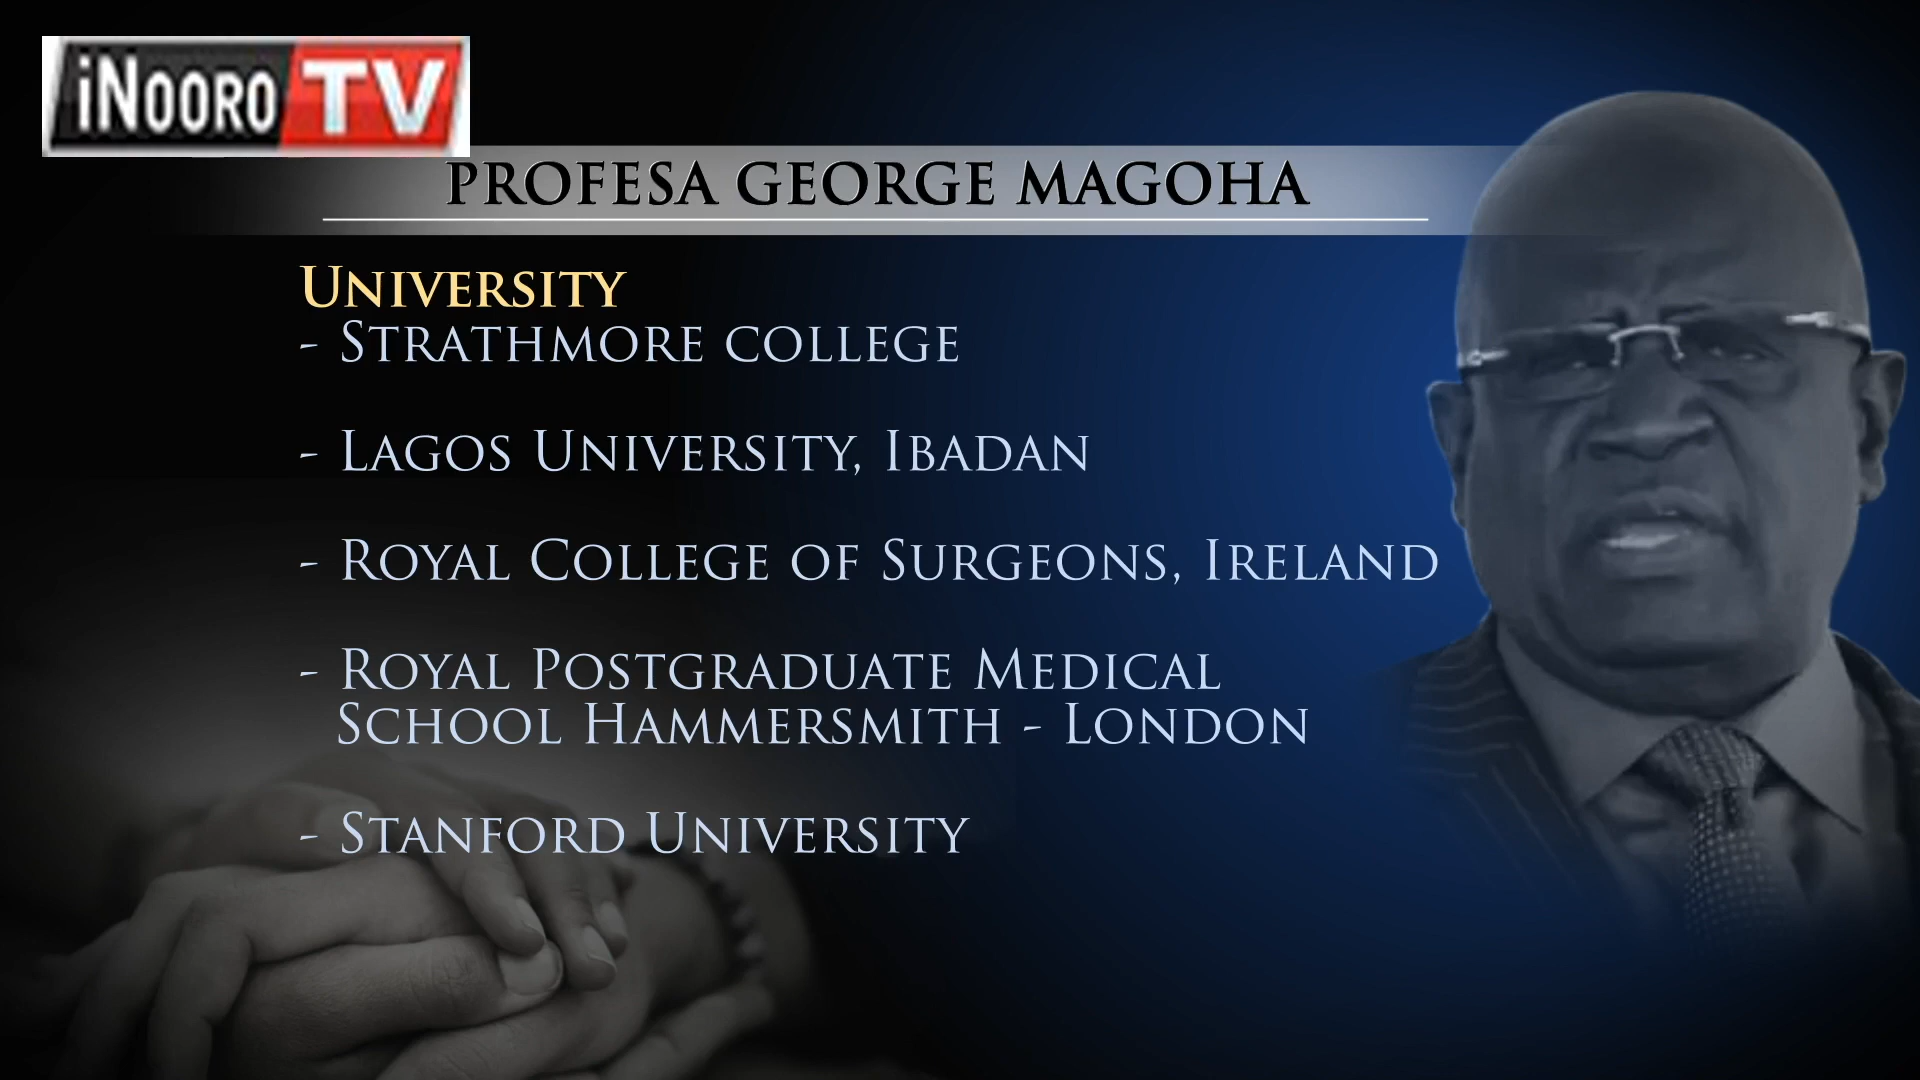 iNOORO TV
PROFESA GEORGE MAGOHA
UNIVERSITY
- STRATHMORE COLLEGE
- LAGOS UNIVERSITY, IBADAN
- ROYAL COLLEGE OF SURGEONS, IRELAND
- ROYAL POSTGRADUATE MEDICAL
SCHOOL HAMMERSMITH - LONDON
- STANFORD UNIVERSITY